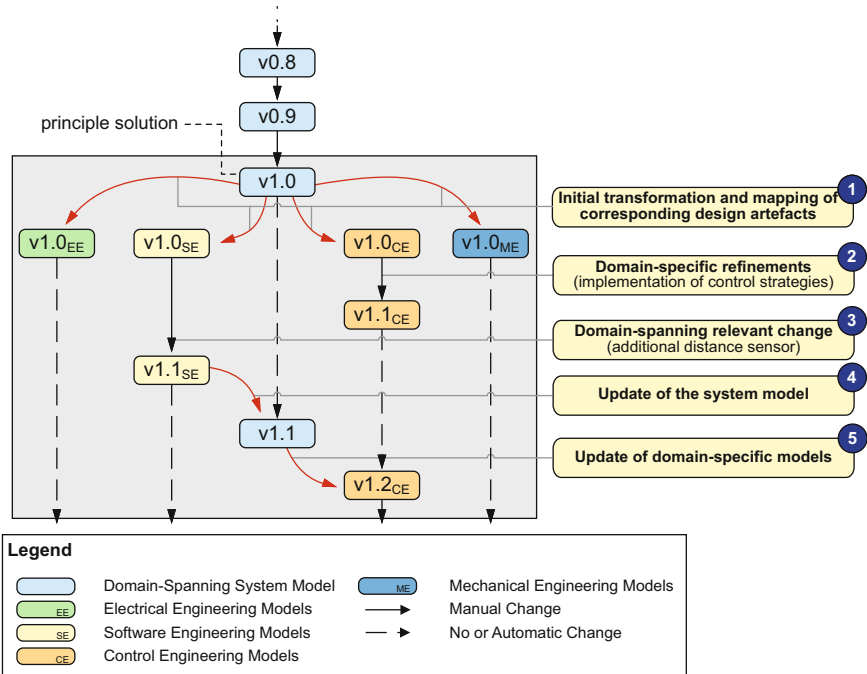 v0.8
v0.9
principle solution
v1.0
1
Initial transformation and mapping of
corresponding design artefacts
v1.0EE
v1.0SE
v1.0CE
v1.0ME
2
Domain-specific refinements
(implementation of control strategies)
v1.1CE
3
Domain-spanning relevant change
(additional distance sensor)
v1.1SE
4
Update of the system model
v1.1
5
Update of domain-specific models
v1.2CE
Legend
Domain-Spanning System Model
EE
Electrical Engineering Models
SE
Software Engineering Models
CE
Control Engineering Models
ME
Mechanical Engineering Models
Manual Change
No or Automatic Change